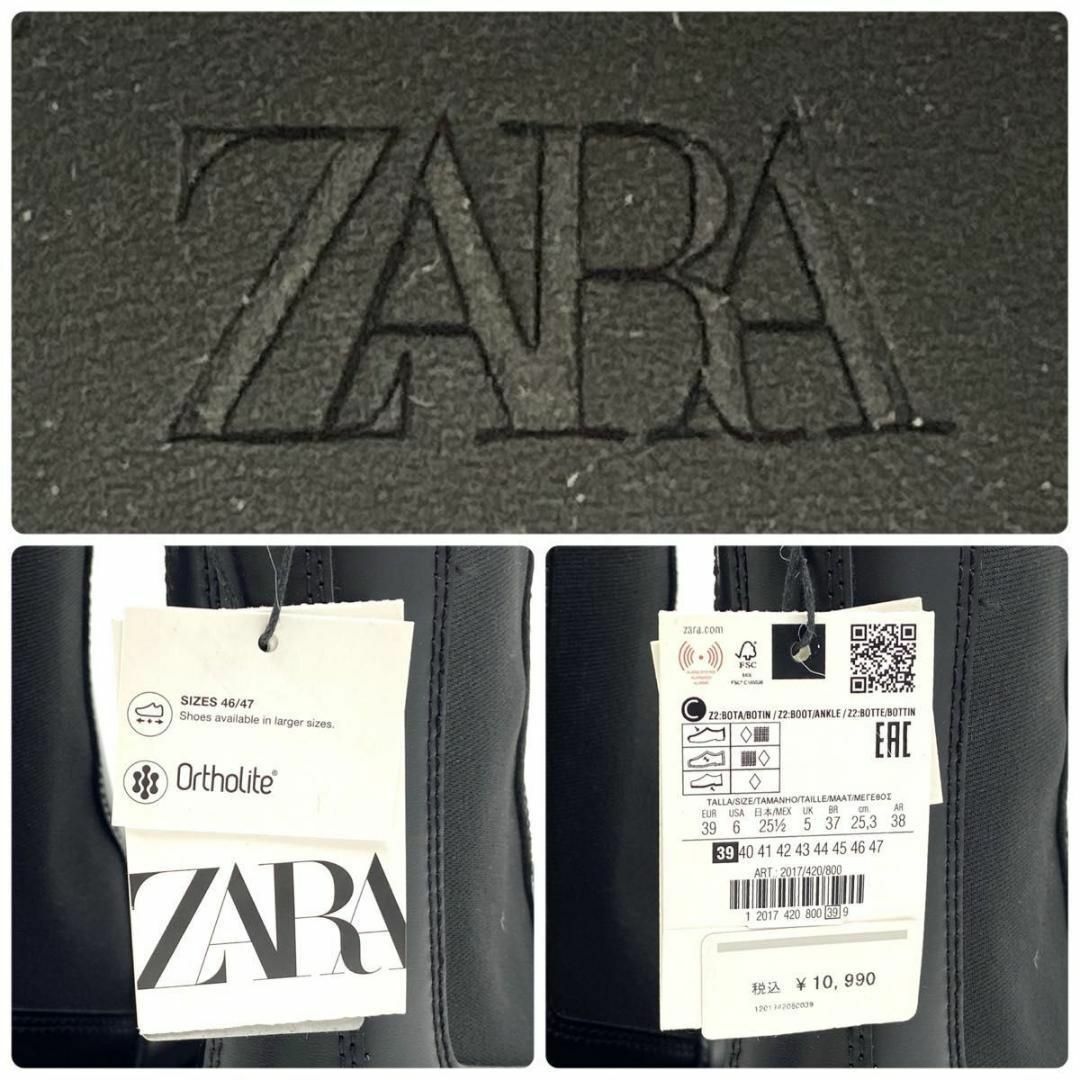 ZARA
SIZES 46/47
Shoes available in larger sizes.
Ortholite®
ZARA
zara.com
FSC
Z2:BOTA/BOTIN / Z2:BOOT/ANKLE / Z2:BOTTE/BOTTIN
EAC
TALLA/SIZE/TAMANHO/TAILLE/MAAT/ΜΕΓΕΘΟΣ
EUR USA 日本/MEX UK BR cm. AR
39 6 25½ 5 37 25,3 38
39 40 41 42 43 44 45 46 47
ART.: 2017/420/800
1 2017 420 800 39 9
税込 ¥10,990